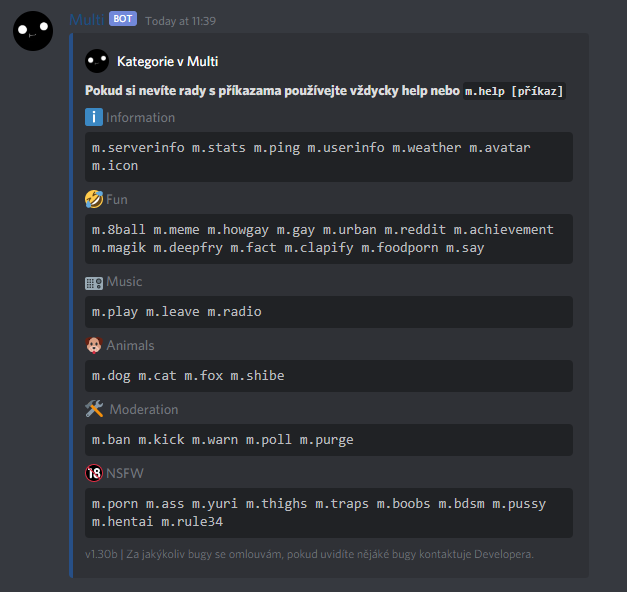 Multi BOT Today at 11:39
Kategorie v Multi
Pokud si nevíte rady s příkazama používejte vždycky help nebo m.help [příkaz]
Information
m.serverinfo m.stats m.ping m.userinfo m.weather m.avatar
m.icon
Fun
m.8ball m.meme m.howgay m.gay m.urban m.reddit m.achievement
m.magik m.deepfry m.fact m.clapify m.foodporn m.say
Music
m.play m.leave m.radio
Animals
m.dog m.cat m.fox m.shibe
Moderation
m.ban m.kick m.warn m.poll m.purge
18 NSFW
m.porn m.ass m.yuri m.thighs m.traps m.boobs m.bdsm m.pussy
m.hentai m.rule34
v1.30b | Za jakýkoliv bugy se omlouvám, pokud uvidíte nějáké bugy kontaktuje Developera.